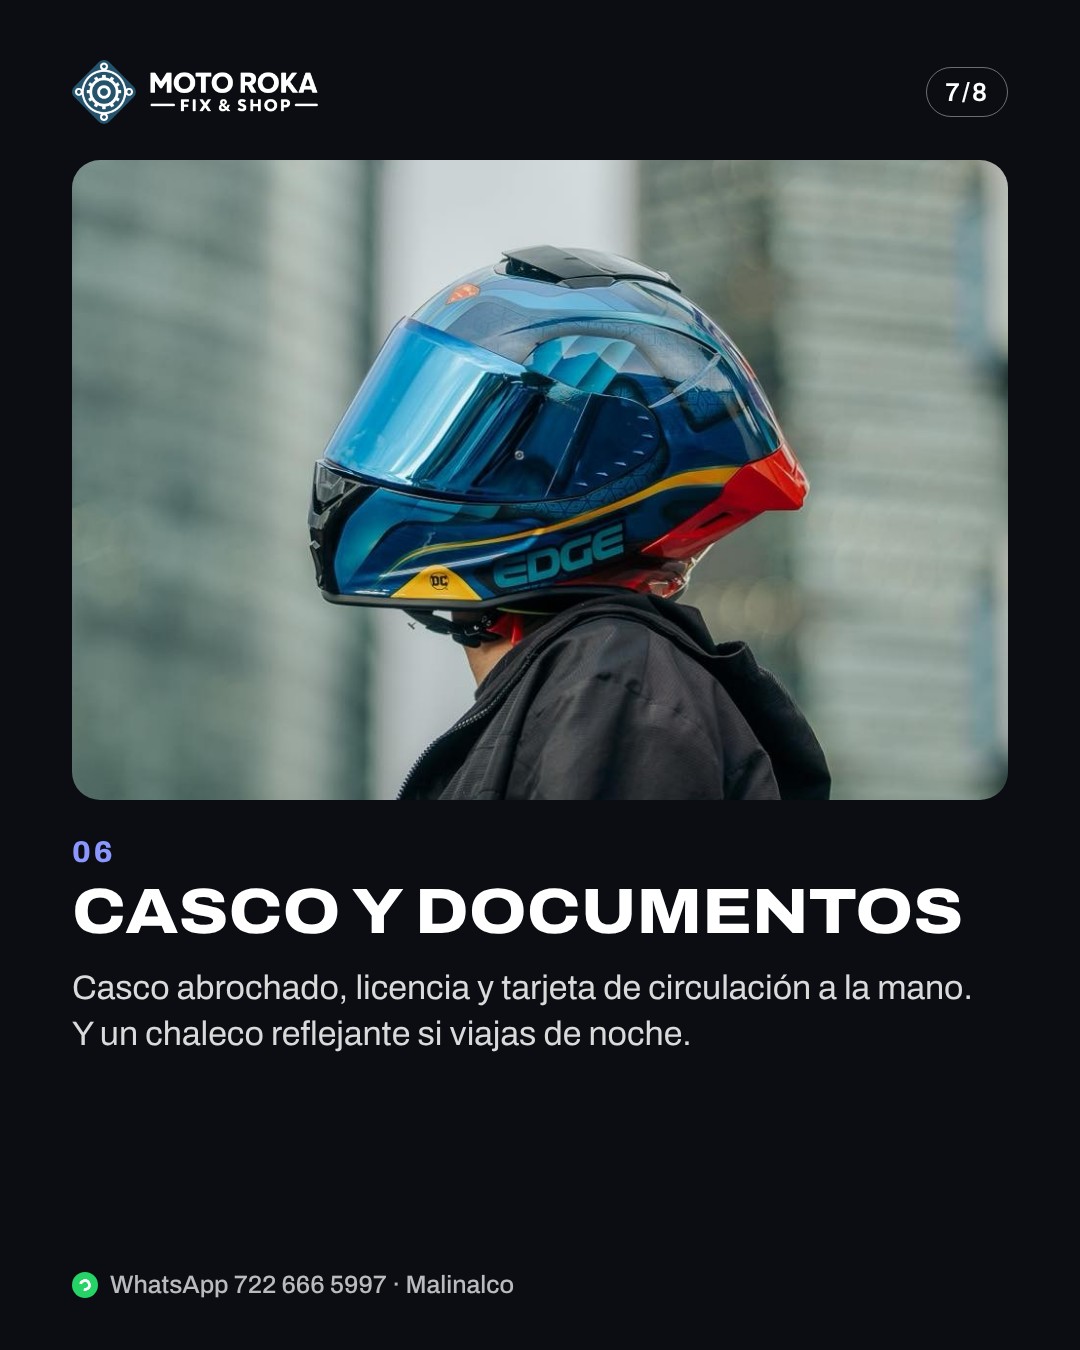 MOTO ROKA
FIX & SHOP
7/8
EDGE
DC
06
CASCO Y DOCUMENTOS
Casco abrochado, licencia y tarjeta de circulación a la mano.
Y un chaleco reflejante si viajas de noche.
WhatsApp 722 666 5997 · Malinalco